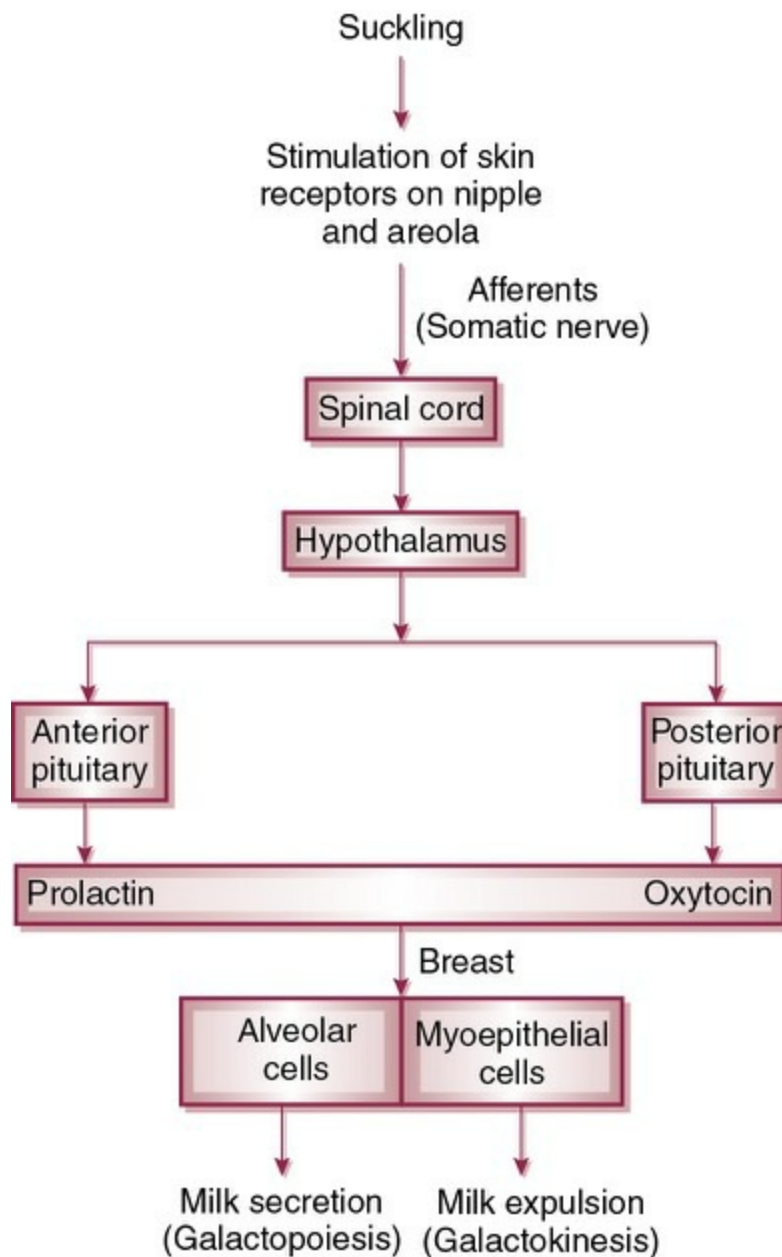 Suckling
Stimulation of skin
receptors on nipple
and areola
Afferents
(Somatic nerve)
Spinal cord
Hypothalamus
Anterior
pituitary
Posterior
pituitary
Prolactin
Oxytocin
Breast
Alveolar
cells
Myoepithelial
cells
Milk secretion
(Galactopoiesis)
Milk expulsion
(Galactokinesis)